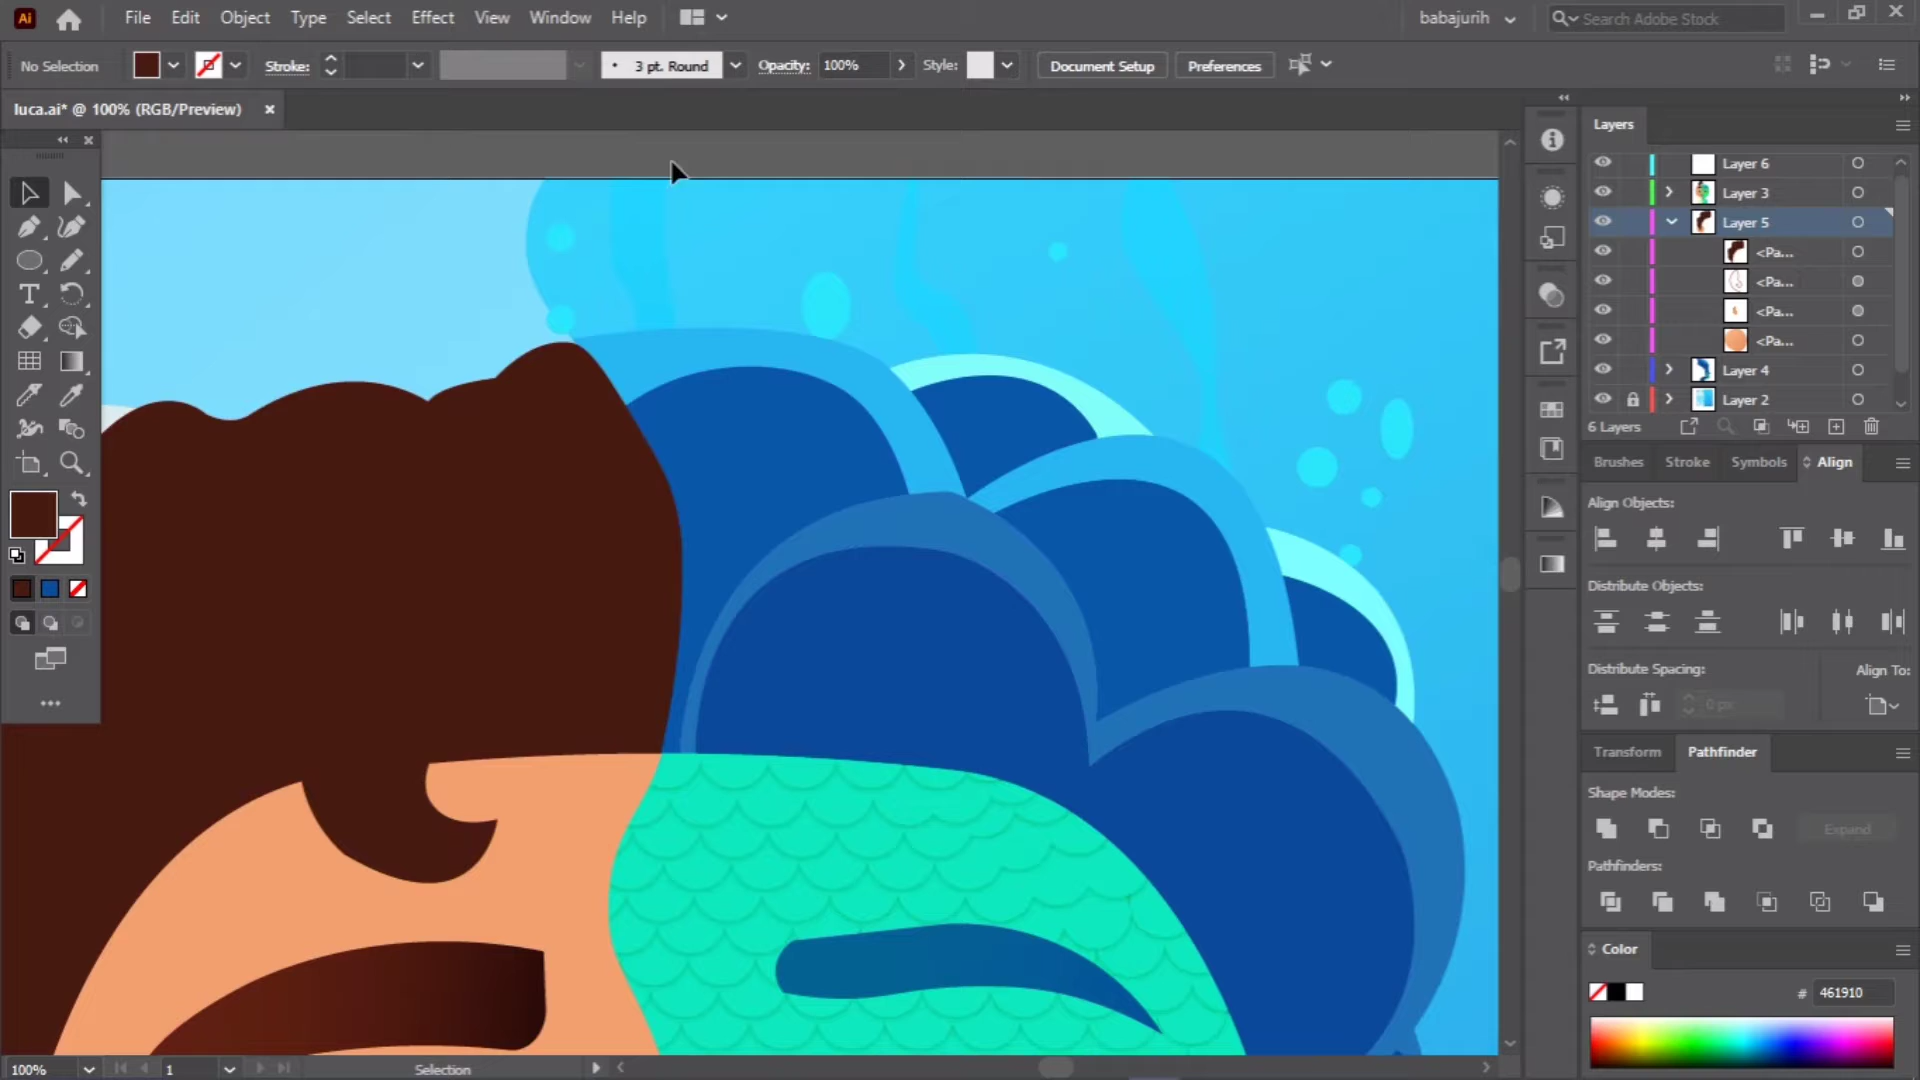 Ai File Edit Object Type Select Effect View Window Help babajurih Search Adobe Stock
No Selection Stroke: 3 pt. Round Opacity: 100% Style: Document Setup Preferences
luca.ai* @ 100% (RGB/Preview)
Layers
Layer 6
Layer 3
Layer 5
<Pa...
<Pa...
<Pa...
<Pa...
Layer 4
Layer 2
6 Layers
Brushes Stroke Symbols Align
Align Objects:
Distribute Objects:
Distribute Spacing: Align To:
0 px
Transform Pathfinder
Shape Modes:
Expand
Pathfinders:
Color
# 461910
100% 1 Selection